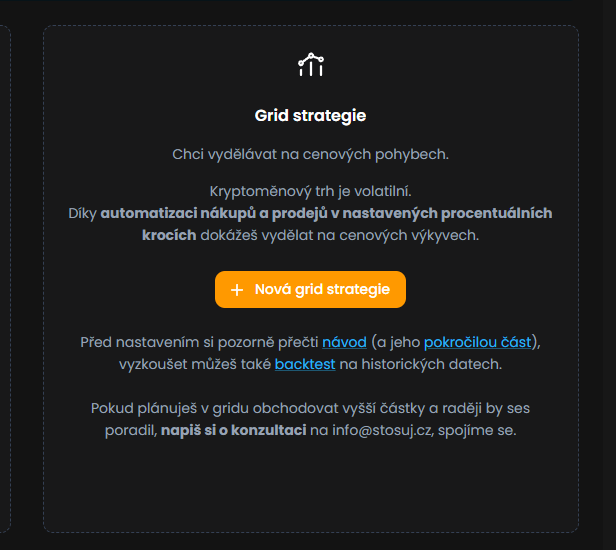 Grid strategie
Chci vydělávat na cenových pohybech.
Kryptoměnový trh je volatilní.
Díky automatizaci nákupů a prodejů v nastavených procentuálních
krocích dokážeš vydělat na cenových výkyvech.
+ Nová grid strategie
Před nastavením si pozorně přečti návod (a jeho pokročilou část),
vyzkoušet můžeš také backtest na historických datech.
Pokud plánuješ v gridu obchodovat vyšší částky a raději by ses
poradil, napiš si o konzultaci na info@stosuj.cz, spojíme se.